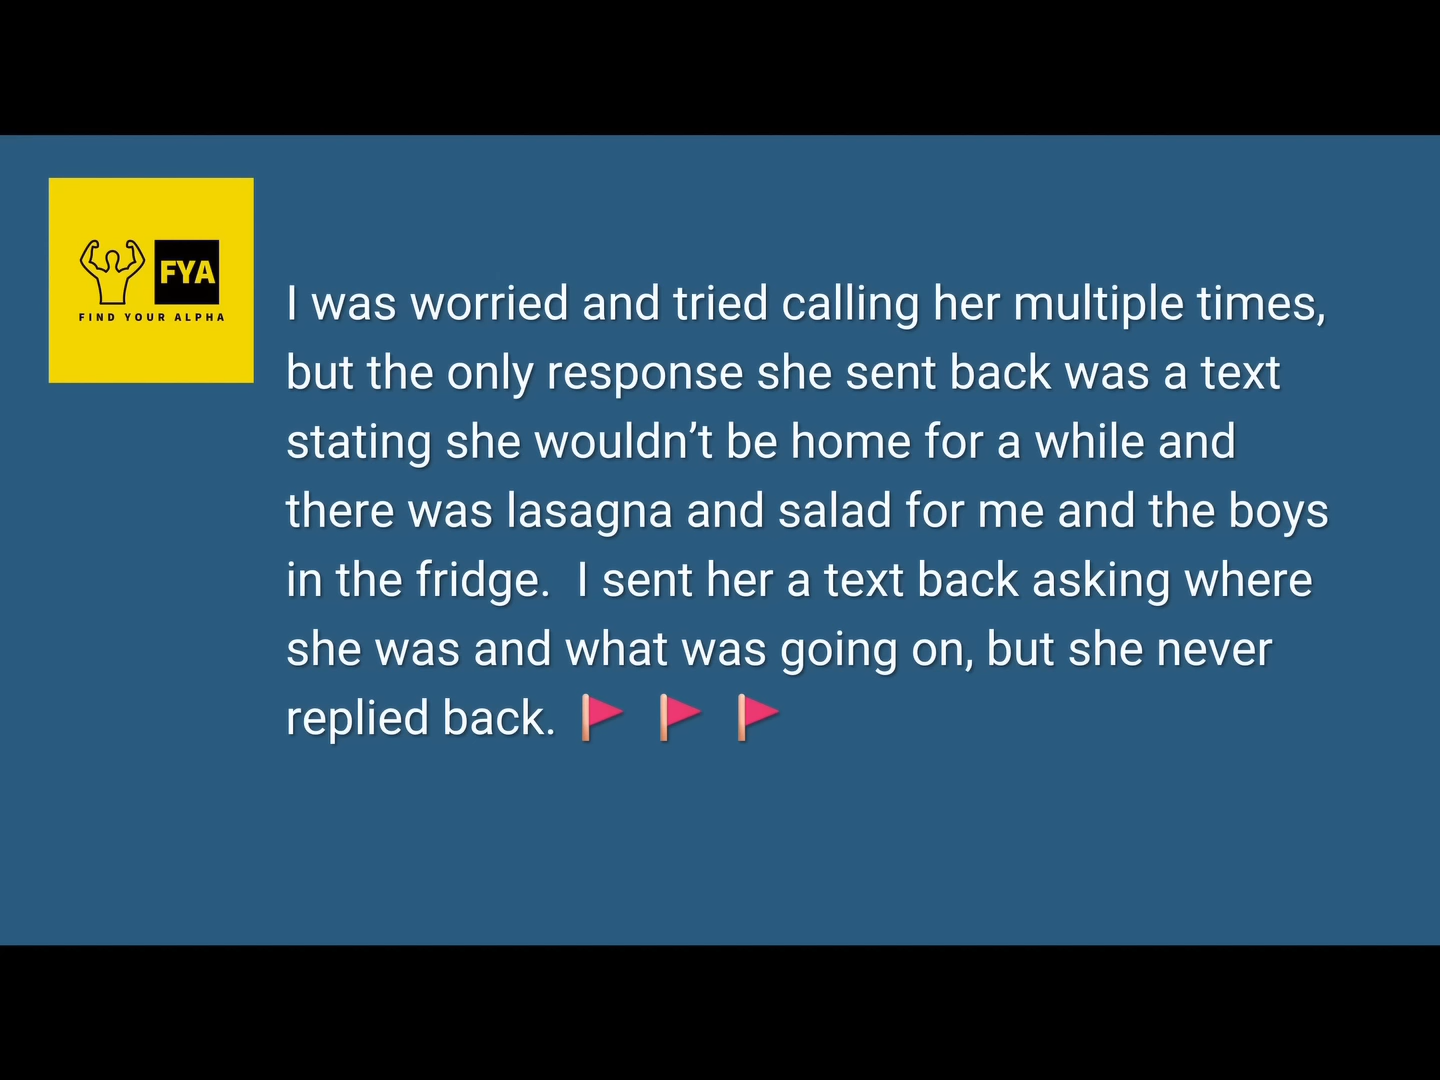 FYA
FIND YOUR ALPHA
I was worried and tried calling her multiple times,
but the only response she sent back was a text
stating she wouldn’t be home for a while and
there was lasagna and salad for me and the boys
in the fridge.  I sent her a text back asking where
she was and what was going on, but she never
replied back. 🚩 🚩 🚩